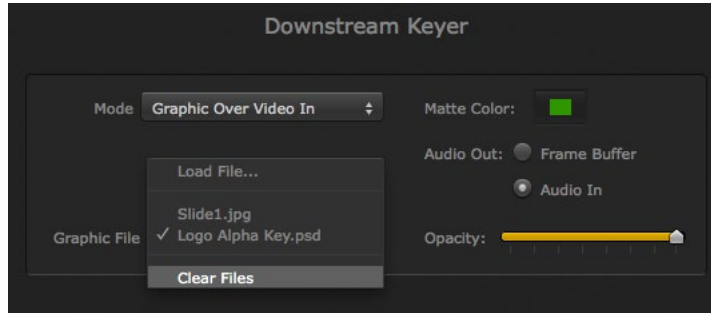 Downstream Keyer
Mode Graphic Over Video In
Matte Color:
Audio Out: Frame Buffer
Load File...
Audio In
Slide1.jpg
Graphic File ✓ Logo Alpha Key.psd
Opacity:
Clear Files